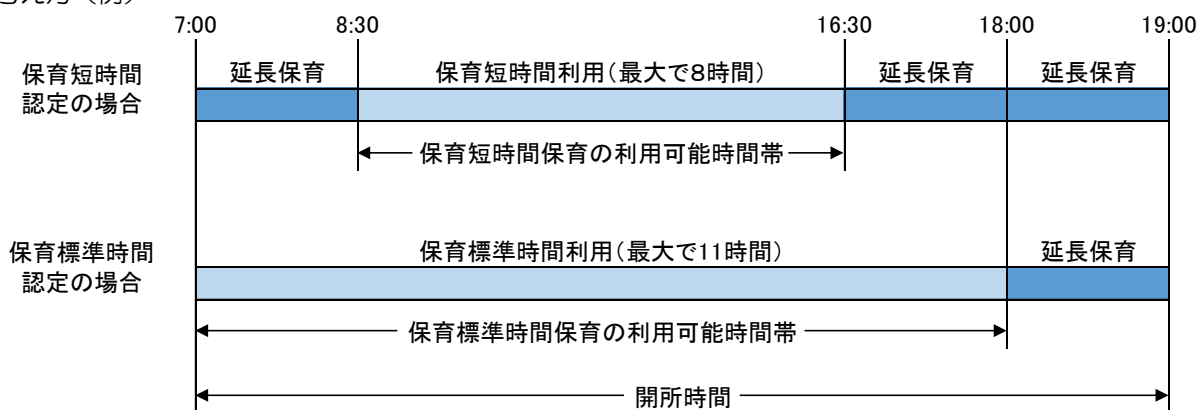 7:00 8:30 16:30 18:00 19:00
保育短時間
認定の場合
延長保育 保育短時間利用(最大で8時間) 延長保育 延長保育
保育短時間保育の利用可能時間帯
保育標準時間
認定の場合
保育標準時間利用(最大で11時間) 延長保育
保育標準時間保育の利用可能時間帯
開所時間